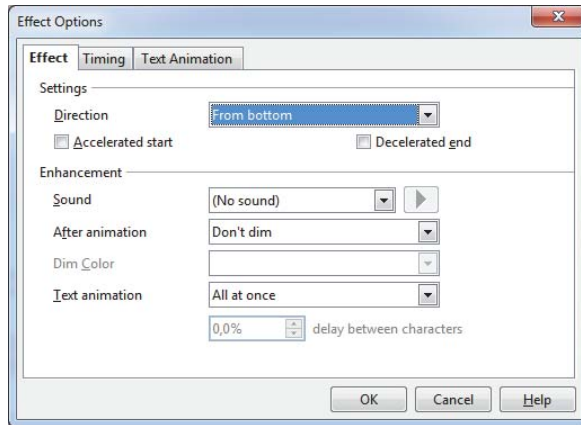 Effect Options
Effect Timing Text Animation
Settings
Direction From bottom
Accelerated start Decelerated end
Enhancement
Sound (No sound)
After animation Don't dim
Dim Color
Text animation All at once
0,0% delay between characters
OK Cancel Help